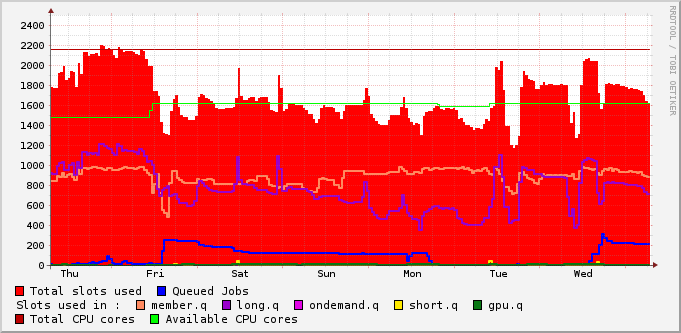 RRDTOOL / TOBI OETIKER
2200
2000
1800
1600
1400
1200
1000
800
600
400
200
0
Thu Fri Sat Sun Mon Tue Wed
Total slots used Queued Jobs
Slots used in : member.q long.q ondemand.q short.q gpu.q
Total CPU cores Available CPU cores